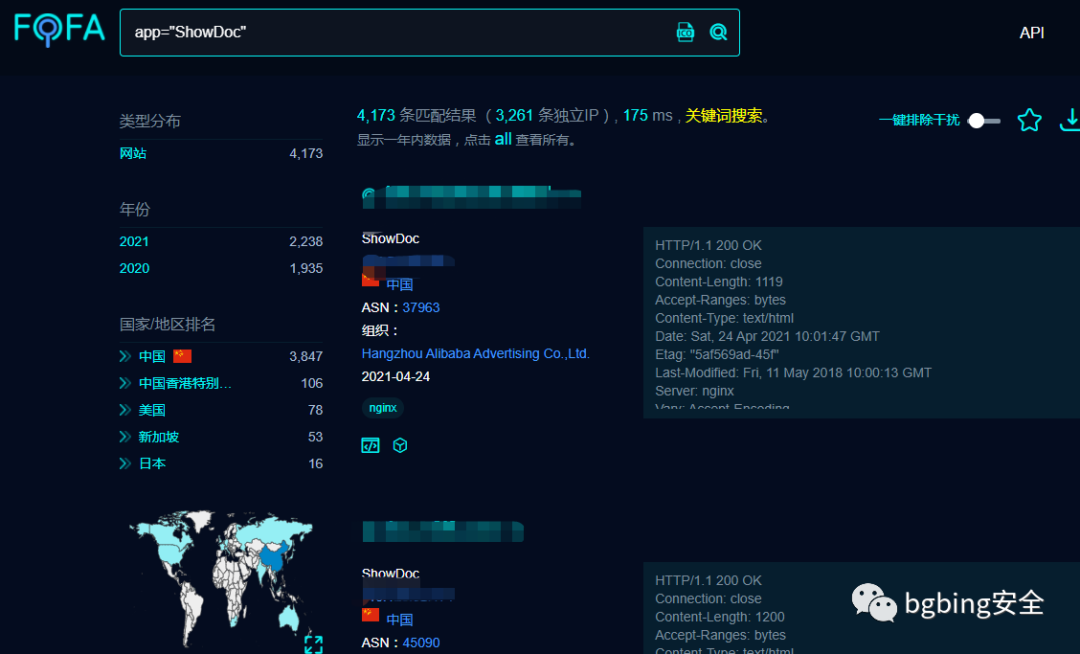 FOFA
app="ShowDoc"
ICO
API
类型分布
网站 4,173
年份
2021 2,238
2020 1,935
国家/地区排名
中国 3,847
中国香港特别... 106
美国 78
新加坡 53
日本 16
4,173 条匹配结果 （ 3,261 条独立IP ）, 175 ms , 关键词搜索。
显示一年内数据，点击 all 查看所有。
一键排除干扰
ShowDoc
中国
ASN：37963
组织：
Hangzhou Alibaba Advertising Co.,Ltd.
2021-04-24
nginx
HTTP/1.1 200 OK
Connection: close
Content-Length: 1119
Accept-Ranges: bytes
Content-Type: text/html
Date: Sat, 24 Apr 2021 10:01:47 GMT
Etag: "5af569ad-45f"
Last-Modified: Fri, 11 May 2018 10:00:13 GMT
Server: nginx
Vary: Accept-Encoding
ShowDoc
中国
ASN：45090
HTTP/1.1 200 OK
Connection: close
Content-Length: 1200
Accept-Ranges: bytes
Content-Type: text/html
bgbing安全